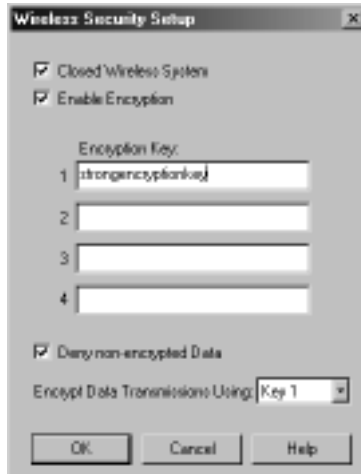 Wireless Security Setup
Closed Wireless System
Enable Encryption
Encryption Key:
1 strongencryptionkey
2
3
4
Deny non-encrypted Data
Encrypt Data Transmissions Using: Key 1
OK Cancel Help